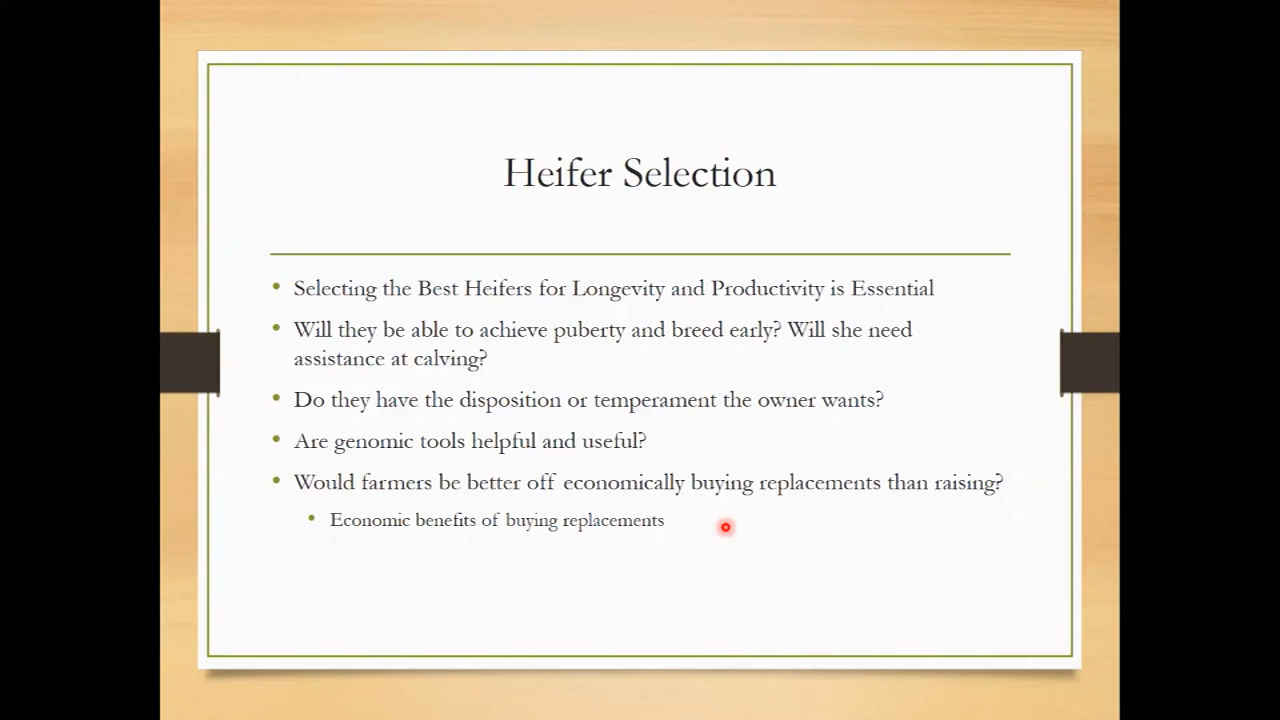 Heifer Selection
• Selecting the Best Heifers for Longevity and Productivity is Essential
• Will they be able to achieve puberty and breed early? Will she need
assistance at calving?
• Do they have the disposition or temperament the owner wants?
• Are genomic tools helpful and useful?
• Would farmers be better off economically buying replacements than raising?
• Economic benefits of buying replacements